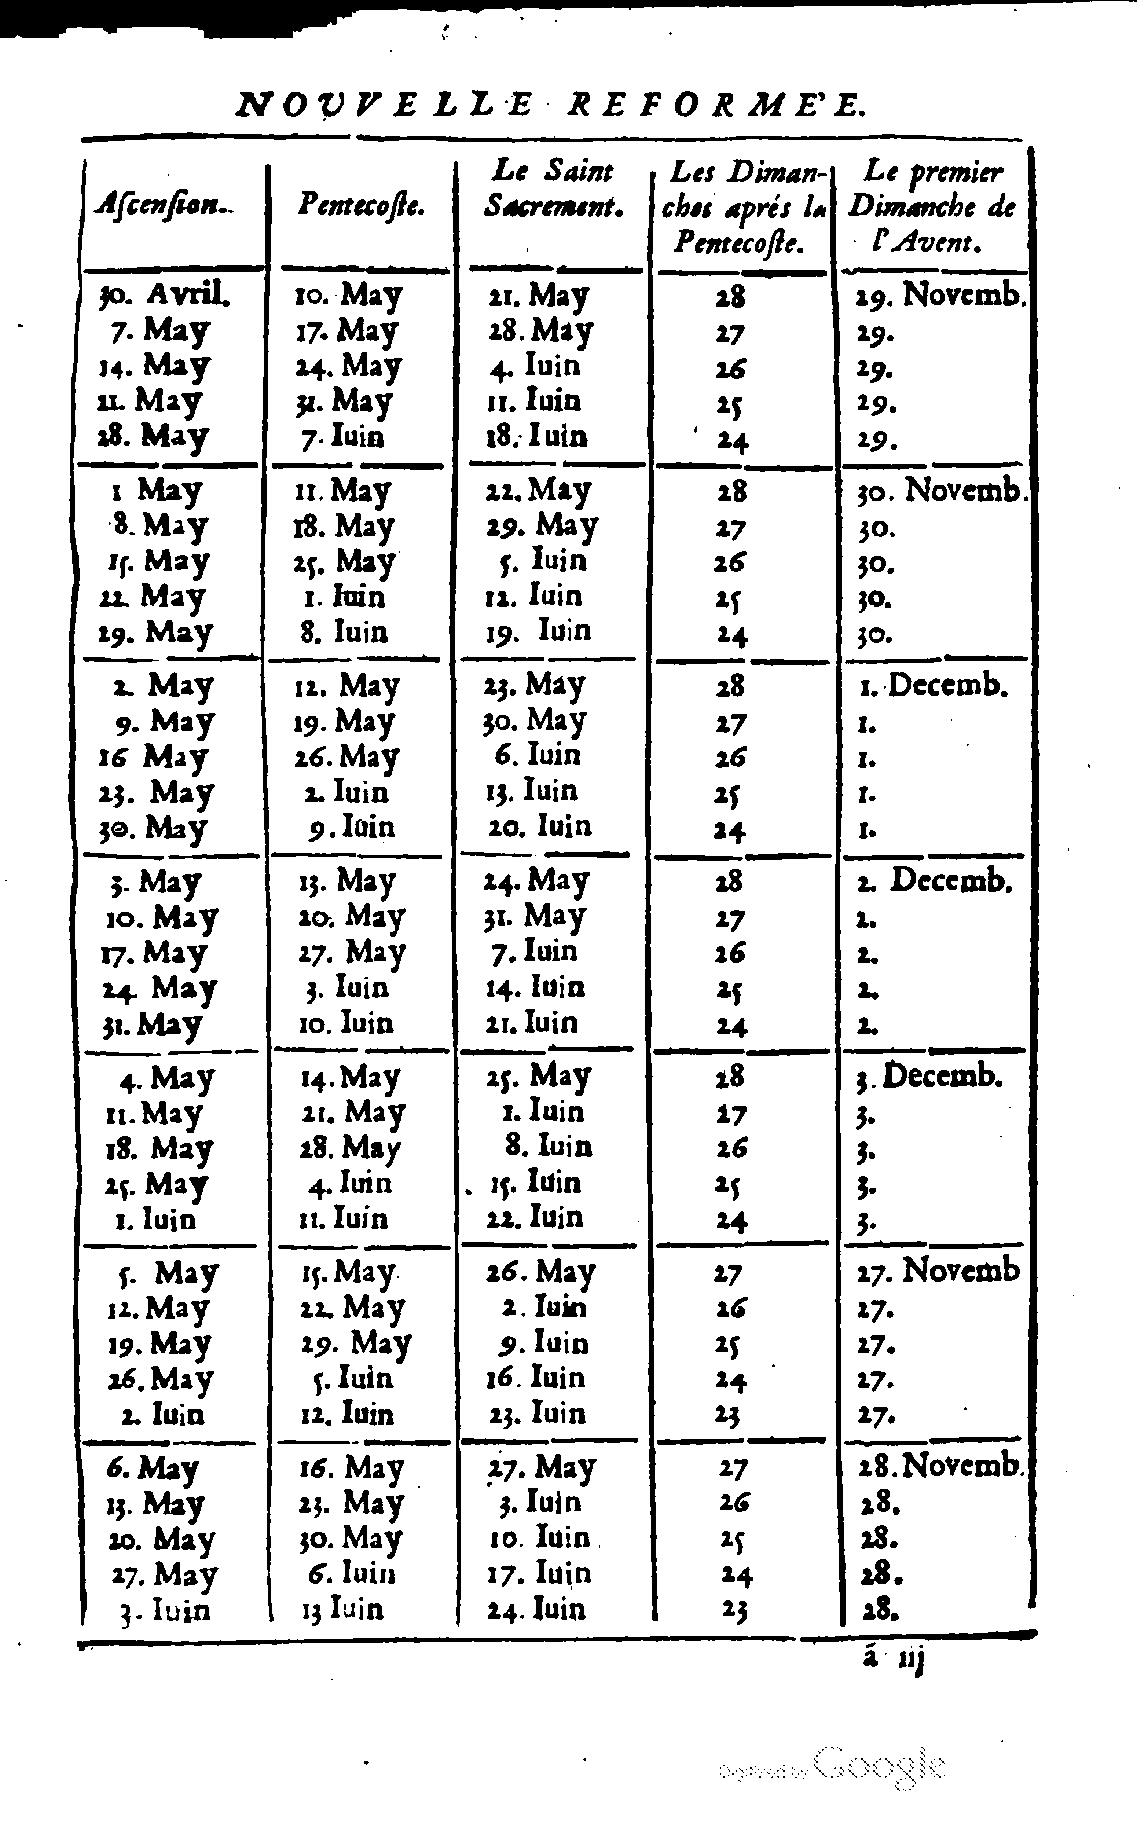 NOUVELLE REFORME'E.
Ascension. Pentecoste. Le Saint Sacrement. Les Diman-ches aprés la Pentecoste. Le premier Dimanche de l'Avent.
30. Avril. 10. May 21. May 28 29. Novemb.
7. May 17. May 28. May 27 29.
14. May 24. May 4. Iuin 26 29.
21. May 31. May 11. Iuin 25 29.
28. May 7. Iuin 18. Iuin 24 29.
1 May 11. May 22. May 28 30. Novemb.
8. May 18. May 29. May 27 30.
15. May 25. May 5. Iuin 26 30.
22. May 1. Iuin 12. Iuin 25 30.
29. May 8. Iuin 19. Iuin 24 30.
2. May 12. May 23. May 28 1. Decemb.
9. May 19. May 30. May 27 1.
16 May 26. May 6. Iuin 26 1.
23. May 2. Iuin 13. Iuin 25 1.
30. May 9. Iuin 20. Iuin 24 1.
3. May 13. May 24. May 28 2. Decemb.
10. May 20. May 31. May 27 2.
17. May 27. May 7. Iuin 26 2.
24. May 3. Iuin 14. Iuin 25 2.
31. May 10. Iuin 21. Iuin 24 2.
4. May 14. May 25. May 28 3. Decemb.
11. May 21. May 1. Iuin 27 3.
18. May 28. May 8. Iuin 26 3.
25. May 4. Iuin 15. Iuin 25 3.
1. Iuin 11. Iuin 22. Iuin 24 3.
5. May 15. May 26. May 27 27. Novemb
12. May 22. May 2. Iuin 26 27.
19. May 29. May 9. Iuin 25 27.
26. May 5. Iuin 16. Iuin 24 27.
2. Iuin 12. Iuin 23. Iuin 23 27.
6. May 16. May 27. May 27 28. Novemb.
13. May 23. May 3. Iuin 26 28.
20. May 30. May 10. Iuin 25 28.
27. May 6. Iuin 17. Iuin 24 28.
3. Iuin 13 Iuin 24. Iuin 23 28.
ã iij
Digitized by Google